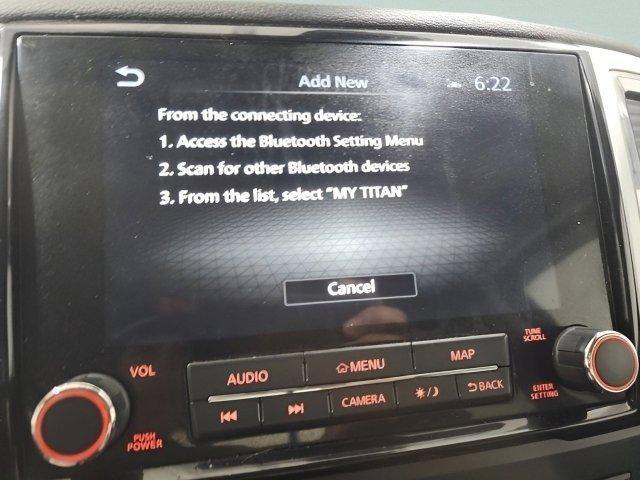 Add New
6:22
From the connecting device:
1. Access the Bluetooth Setting Menu
2. Scan for other Bluetooth devices
3. From the list, select "MY TITAN"
Cancel
VOL
PUSH
POWER
AUDIO
MENU
MAP
CAMERA
BACK
TUNE
SCROLL
ENTER
SETTING